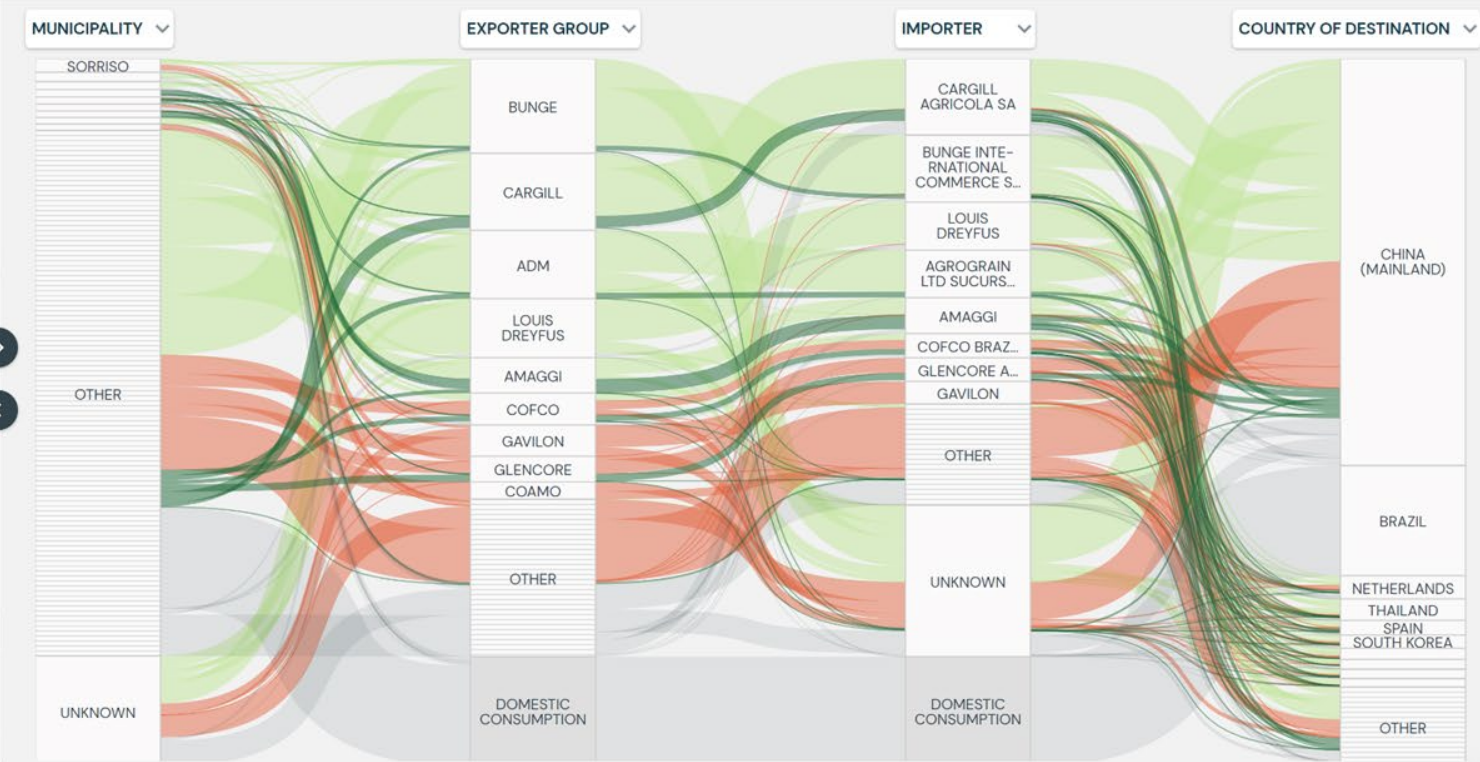 MUNICIPALITY
EXPORTER GROUP
IMPORTER
COUNTRY OF DESTINATION
SORRISO
OTHER
UNKNOWN
BUNGE
CARGILL
ADM
LOUIS
DREYFUS
AMAGGI
COFCO
GAVILON
GLENCORE
COAMO
OTHER
DOMESTIC
CONSUMPTION
CARGILL
AGRICOLA SA
BUNGE INTE-
RNATIONAL
COMMERCE S...
LOUIS
DREYFUS
AGROGRAIN
LTD SUCURS...
AMAGGI
COFCO BRAZ...
GLENCORE A...
GAVILON
OTHER
UNKNOWN
DOMESTIC
CONSUMPTION
CHINA
(MAINLAND)
BRAZIL
NETHERLANDS
THAILAND
SPAIN
SOUTH KOREA
OTHER